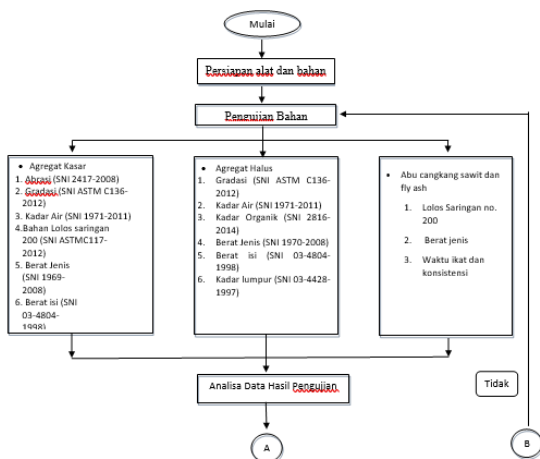 Mulai
Persiapan alat dan bahan
Pengujian Bahan
• Agregat Kasar
1. Abrasi (SNI 2417-2008)
2. Gradasi (SNI ASTM C136-
2012)
3. Kadar Air (SNI 1971-2011)
4.Bahan Lolos saringan
200 (SNI ASTMC117-
2012)
5. Berat Jenis
(SNI 1969-
2008)
6. Berat isi (SNI
03-4804-
1998)
• Agregat Halus
1. Gradasi (SNI ASTM C136-
2012)
2. Kadar Air (SNI 1971-2011)
3. Kadar Organik (SNI 2816-
2014)
4. Berat Jenis (SNI 1970-2008)
5. Berat isi (SNI 03-4804-
1998)
6. Kadar lumpur (SNI 03-4428-
1997)
• Abu cangkang sawit dan
fly ash
1. Lolos Saringan no.
200
2. Berat jenis
3. Waktu ikat dan
konsistensi
Analisa Data Hasil Pengujian
Tidak
A
B